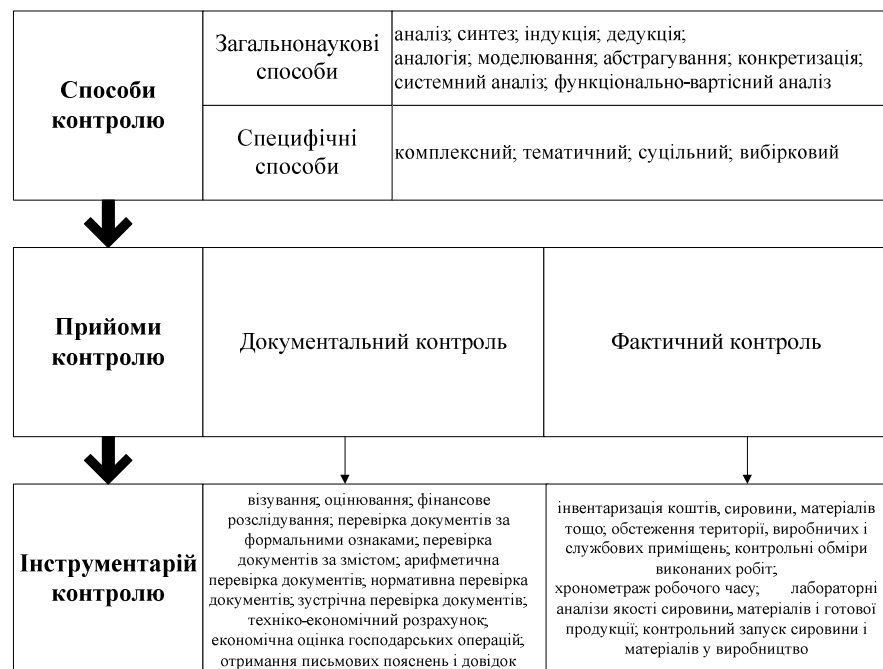 Способи
контролю
Загальнонаукові
способи
аналіз; синтез; індукція; дедукція;
аналогія; моделювання; абстрагування; конкретизація;
системний аналіз; функціонально-вартісний аналіз
Специфічні
способи
комплексний; тематичний; суцільний; вибірковий
Прийоми
контролю
Документальний контроль
Фактичний контроль
Інструментарій
контролю
візування; оцінювання; фінансове
розслідування; перевірка документів за
формальними ознаками; перевірка
документів за змістом; арифметична
перевірка документів; нормативна перевірка
документів; зустрічна перевірка документів;
техніко-економічний розрахунок;
економічна оцінка господарських операцій;
отримання письмових пояснень і довідок
інвентаризація коштів, сировини, матеріалів
тощо; обстеження території, виробничих і
службових приміщень; контрольні обміри
виконаних робіт;
хронометраж робочого часу; лабораторні
аналізи якості сировини, матеріалів і готової
продукції; контрольний запуск сировини і
матеріалів у виробництво